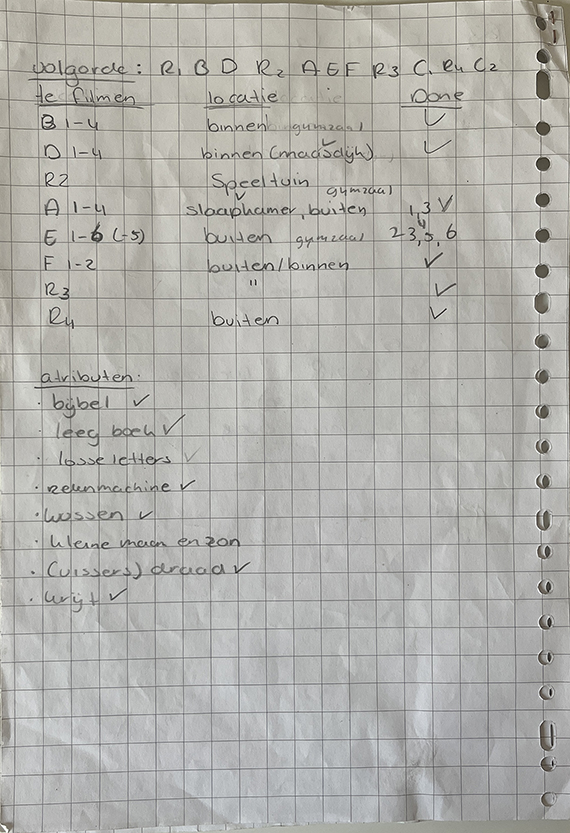 volgorde: R1 B D R2 A E F R3 C1 R4 C2
te filmen locatie Done
B 1-4 binnen gymzaal ✓
D 1-4 binnen (maasdijk) ✓
R2 Speeltuin
gymzaal
A 1-4 slaapkamer, buiten 1,3 ✓
E 1-6 (-5) buiten gymzaal 2 3, 5, 6
F 1-2 buiten/binnen ✓
R3 " ✓
R4 buiten ✓
atributen:
· bijbel ✓
· leeg boek ✓
· losse letters ✓
· rekenmachine ✓
· kussen ✓
· kleine maan en zon
· (vissers) draad ✓
· krijt ✓